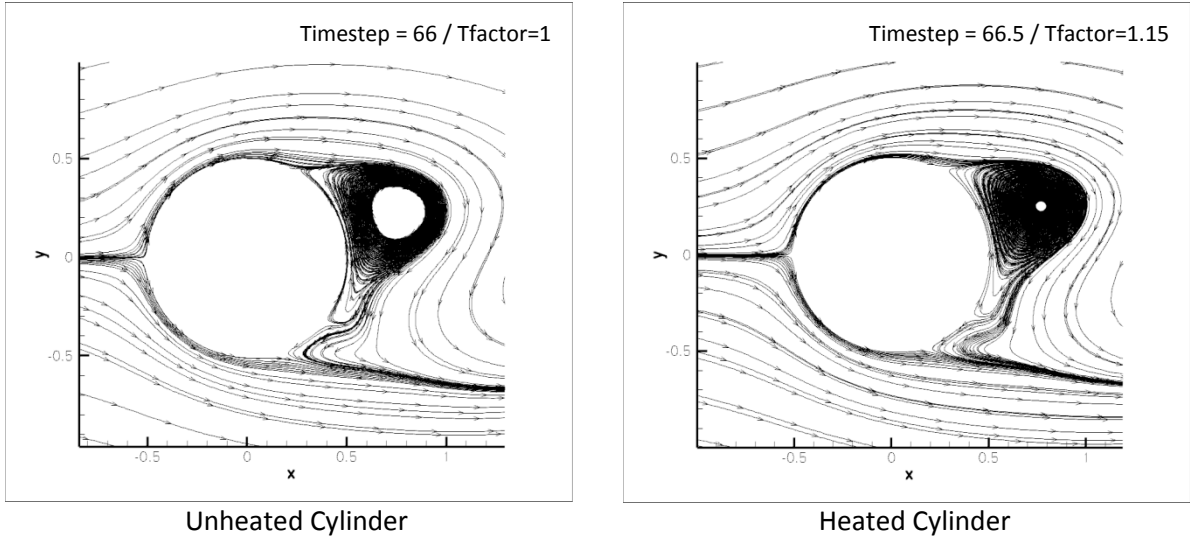 Timestep = 66 / Tfactor=1
0.5
0
-0.5
y
-0.5
0
0.5
1
x
Unheated Cylinder
Timestep = 66.5 / Tfactor=1.15
0.5
0
-0.5
y
-0.5
0
0.5
1
x
Heated Cylinder